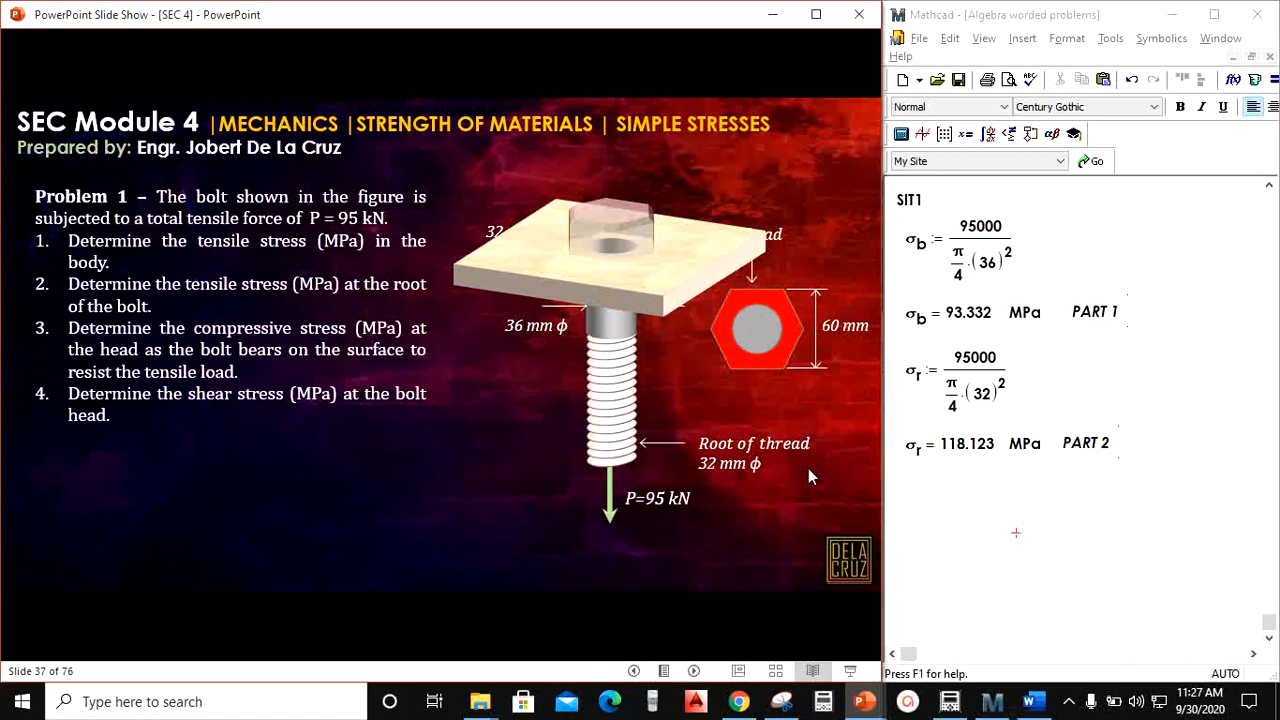 PowerPoint Slide Show - [SEC 4] - PowerPoint
SEC Module 4 |MECHANICS |STRENGTH OF MATERIALS | SIMPLE STRESSES
Prepared by: Engr. Jobert De La Cruz
Problem 1 – The bolt shown in the figure is
subjected to a total tensile force of P = 95 kN.
1. Determine the tensile stress (MPa) in the
body.
2. Determine the tensile stress (MPa) at the root
of the bolt.
3. Determine the compressive stress (MPa) at
the head as the bolt bears on the surface to
resist the tensile load.
4. Determine the shear stress (MPa) at the bolt
head.
32
ad
36 mm ϕ
60 mm
Root of thread
32 mm ϕ
P=95 kN
DELA
CRUZ
Slide 37 of 76
Mathcad - [Algebra worded problems]
File Edit View Insert Format Tools Symbolics Window
Help
Normal Century Gothic B I U
My Site Go
SIT1
σb := 95000 / (π/4 · (36)^2)
σb = 93.332 MPa PART 1
σr := 95000 / (π/4 · (32)^2)
σr = 118.123 MPa PART 2
Press F1 for help. AUTO
Type here to search
11:27 AM
9/30/2020